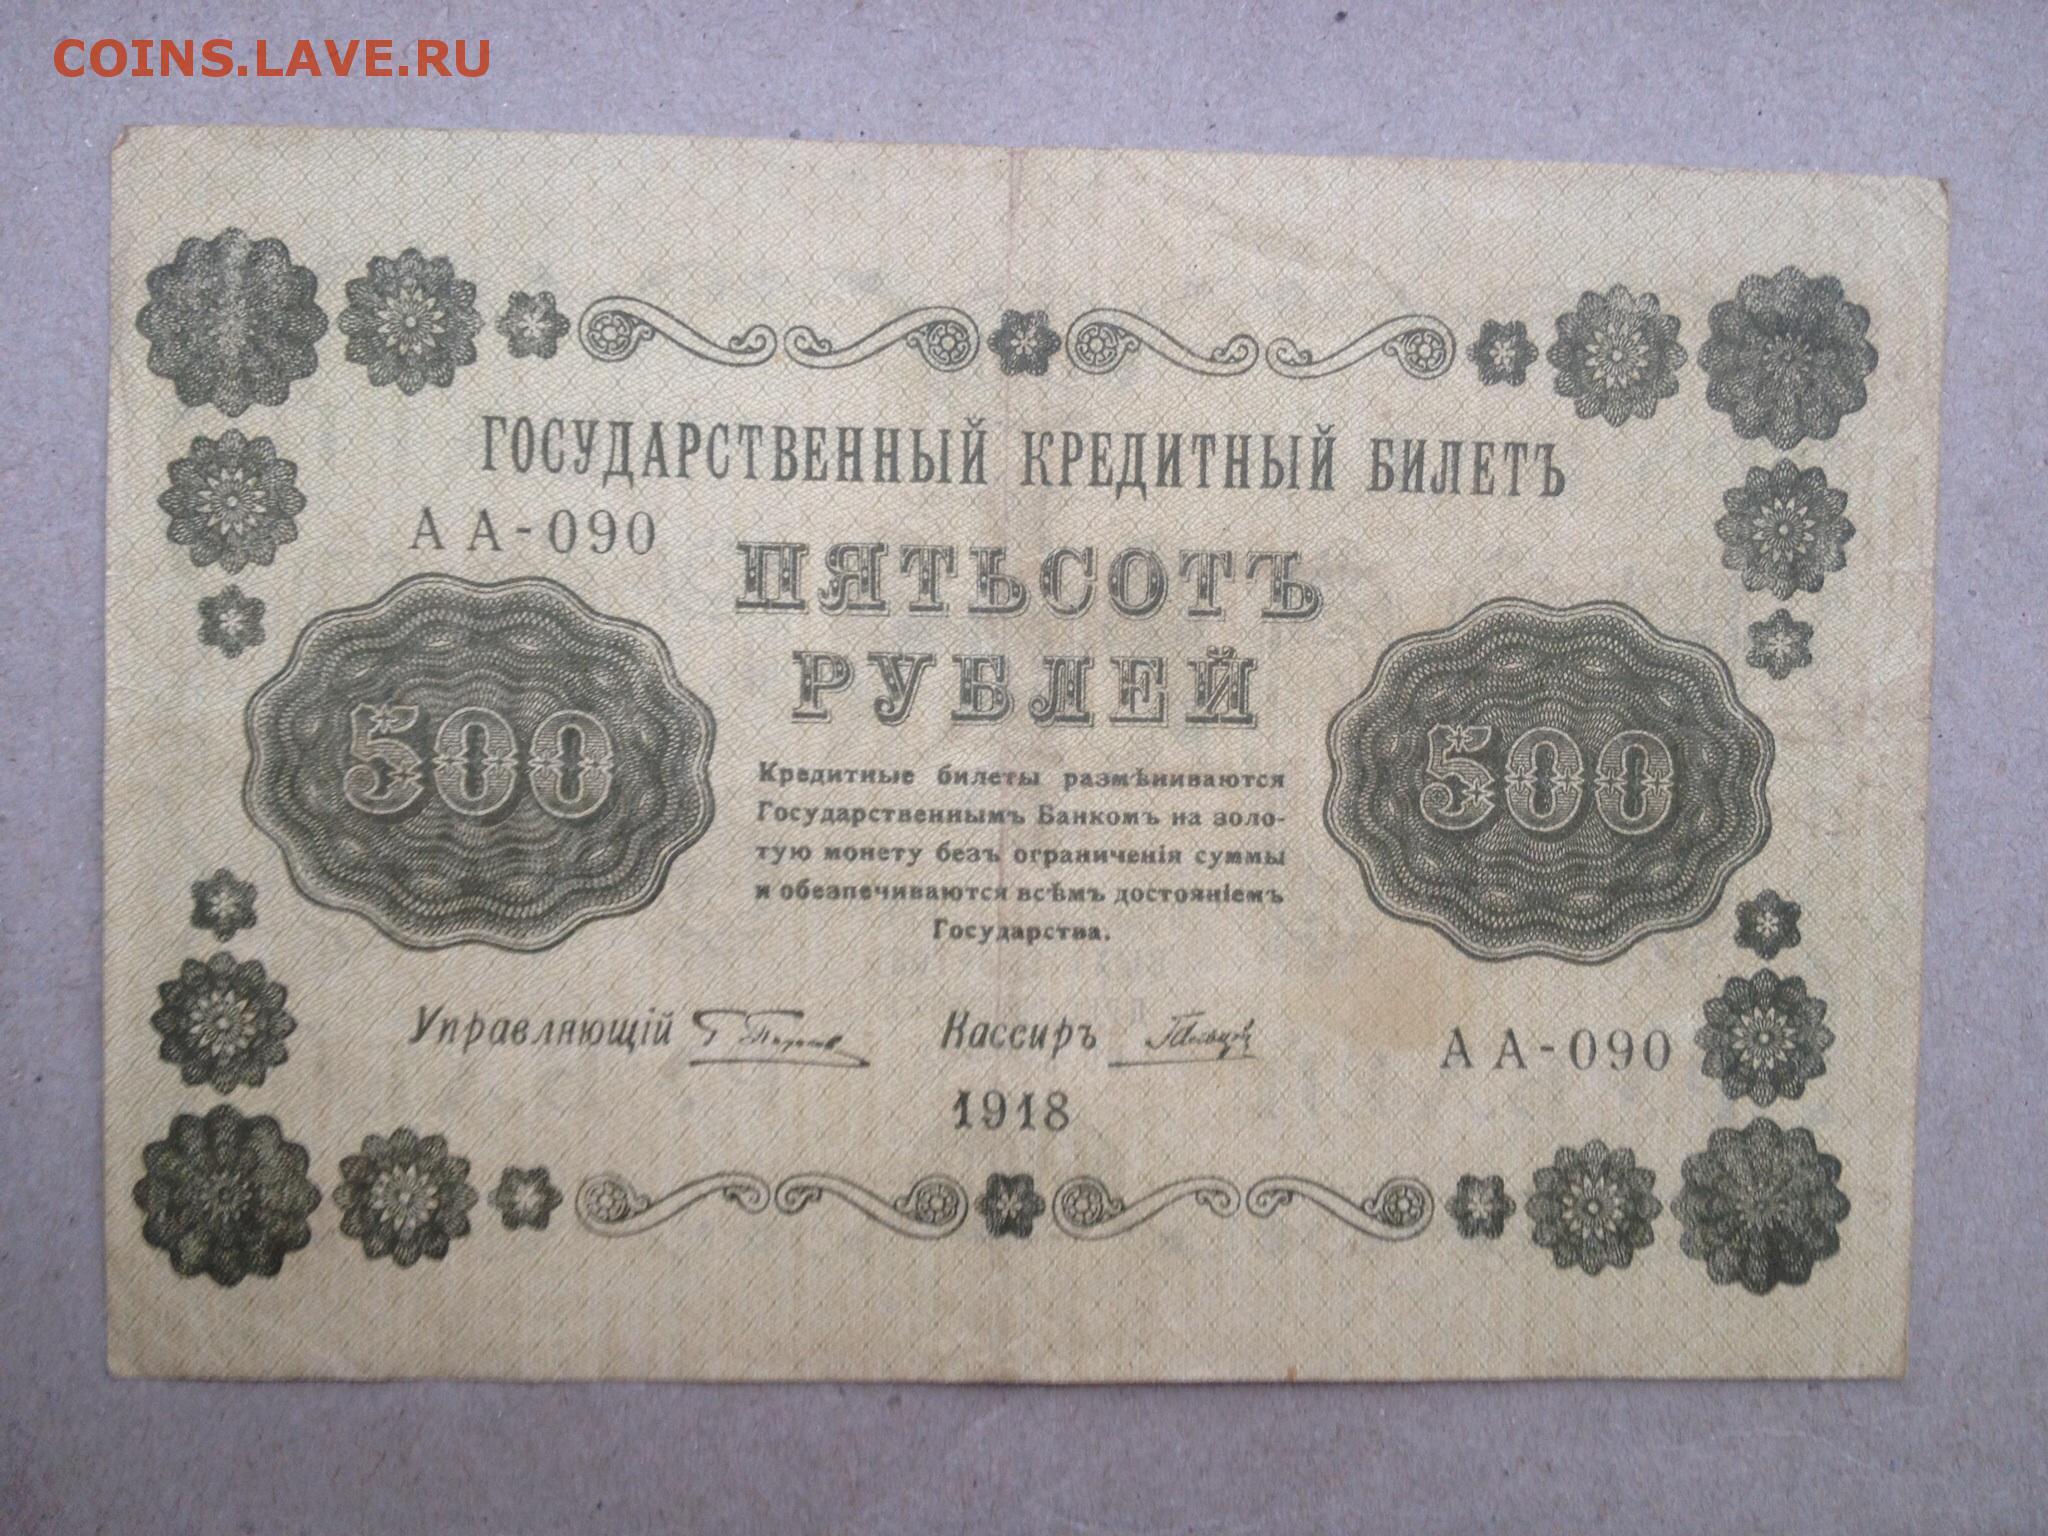 COINS.LAVE.RU
ГОСУДАРСТВЕННЫЙ КРЕДИТНЫЙ БИЛЕТЪ
АА-090
ПЯТЬСОТЪ
РУБЛЕЙ
500
500
Кредитные билеты размѣниваются
Государственнымъ Банкомъ на золо-
тую монету безъ ограниченія суммы
и обезпечиваются всѣмъ достояніемъ
Государства.
Управляющій
Кассиръ
АА-090
1918